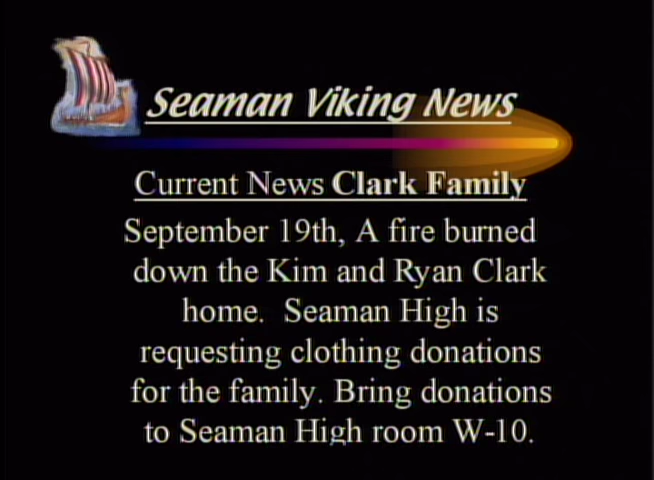 Seaman Viking News
Current News Clark Family
September 19th, A fire burned
down the Kim and Ryan Clark
home. Seaman High is
requesting clothing donations
for the family. Bring donations
to Seaman High room W-10.